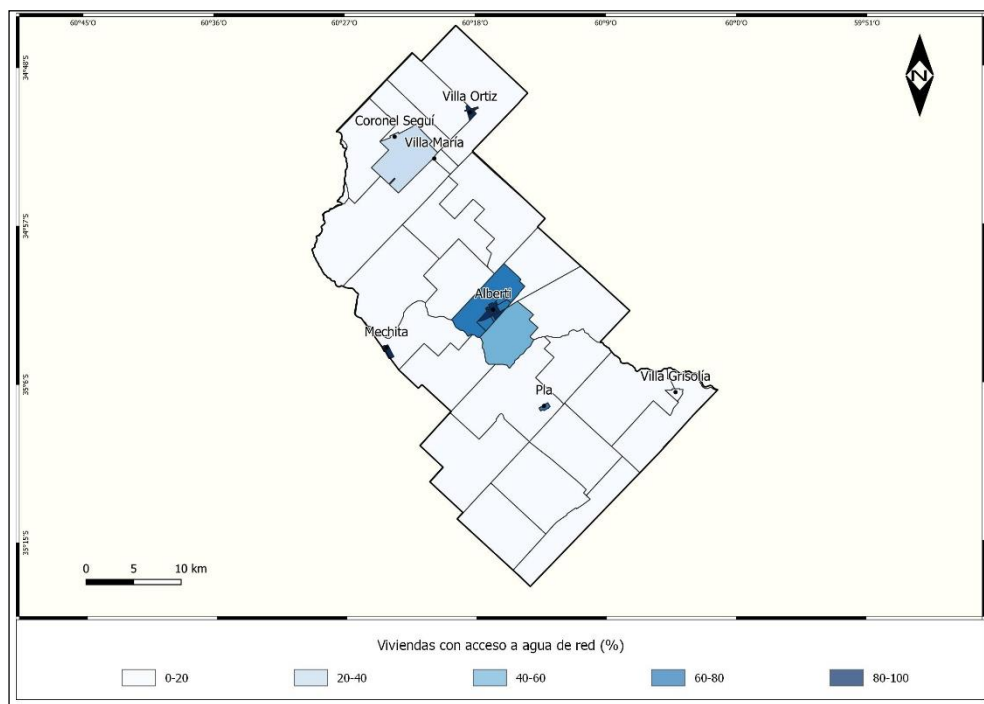 60°45'O 60°36'O 60°27'O 60°18'O 60°9'O 60°0'O 59°51'O
34°48'S
N
Villa Ortiz
Coronel Seguí
Villa María
34°57'S
Alberti
Mechita
35°6'S
Villa Grisolía
Pla
35°15'S
0 5 10 km
Viviendas con acceso a agua de red (%)
0-20 20-40 40-60 60-80 80-100